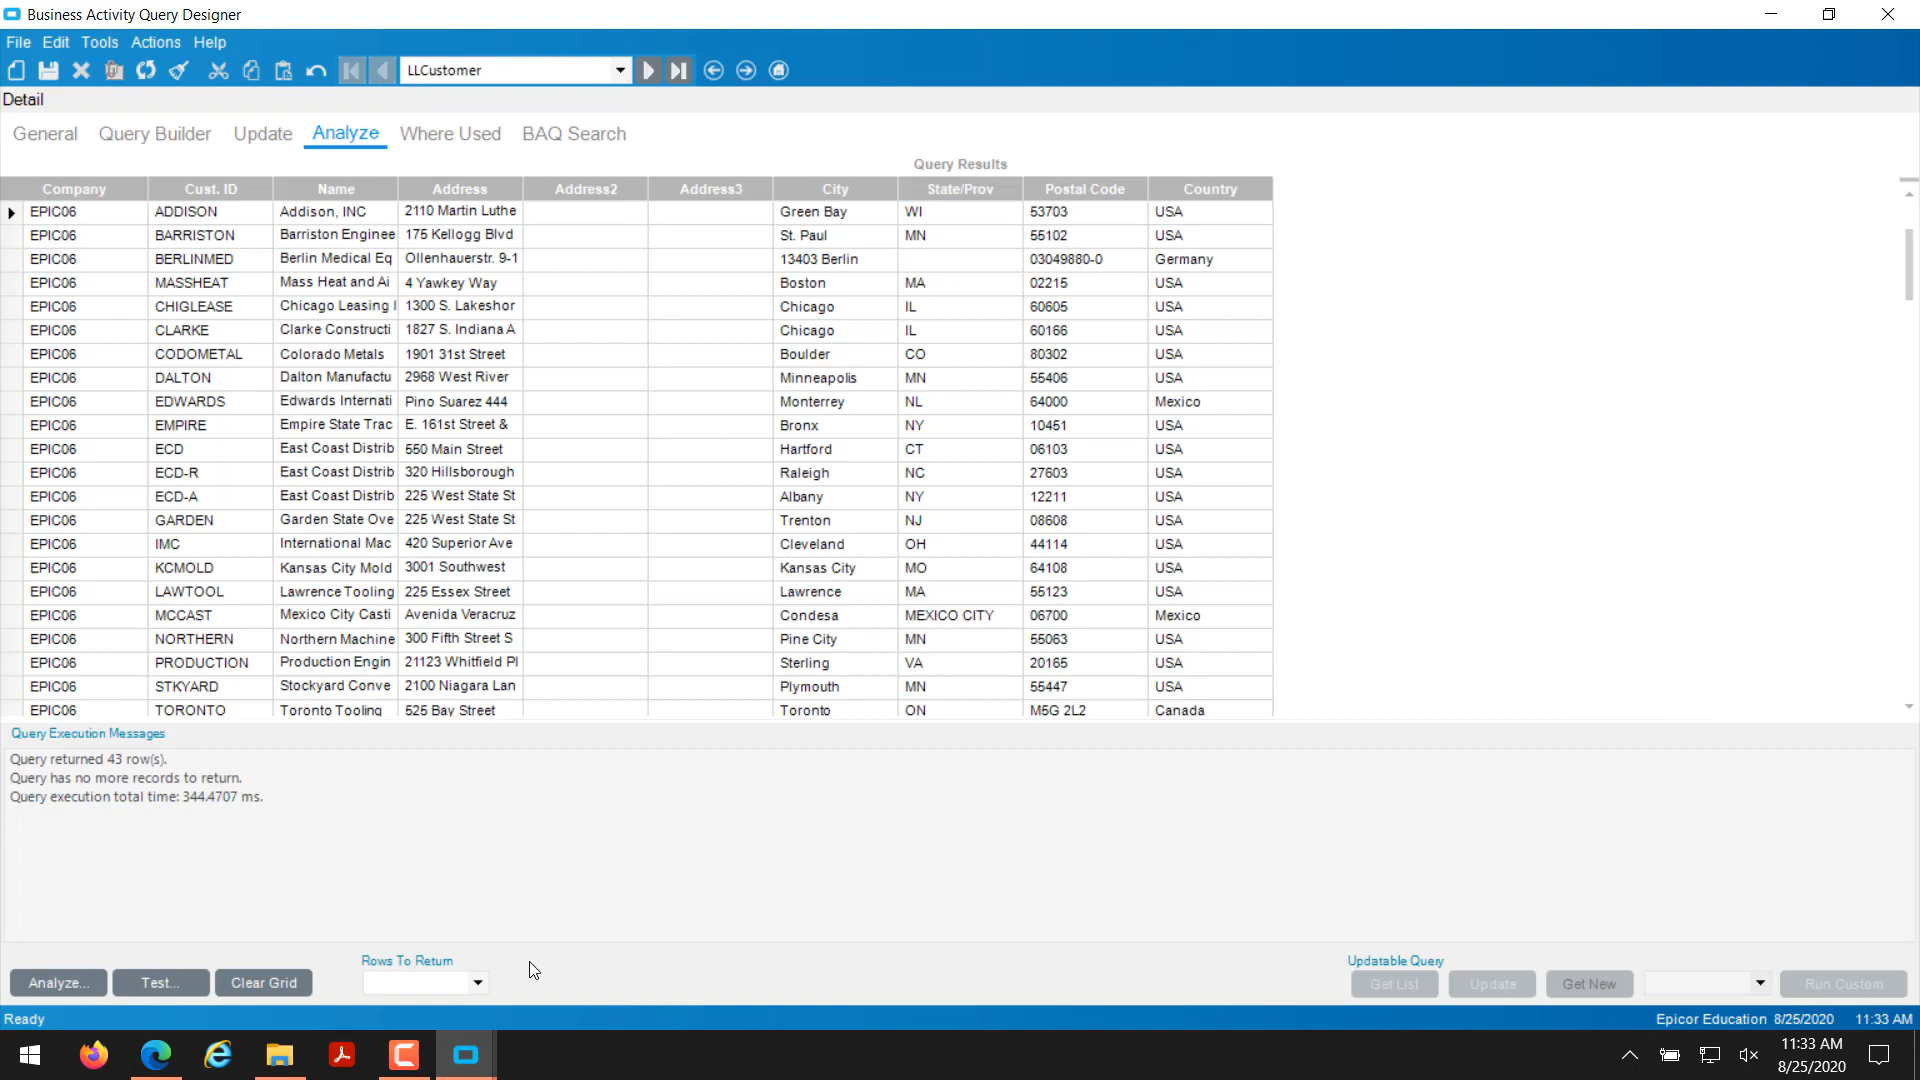 Business Activity Query Designer
File Edit Tools Actions Help
LLCustomer
Detail
General Query Builder Update Analyze Where Used BAQ Search
Query Results
Company Cust. ID Name Address Address2 Address3 City State/Prov Postal Code Country
EPIC06 ADDISON Addison, INC 2110 Martin Luthe Green Bay WI 53703 USA
EPIC06 BARRISTON Barriston Enginee 175 Kellogg Blvd St. Paul MN 55102 USA
EPIC06 BERLINMED Berlin Medical Eq Ollenhauerstr. 9-1 13403 Berlin 03049880-0 Germany
EPIC06 MASSHEAT Mass Heat and Ai 4 Yawkey Way Boston MA 02215 USA
EPIC06 CHIGLEASE Chicago Leasing I 1300 S. Lakeshor Chicago IL 60605 USA
EPIC06 CLARKE Clarke Constructi 1827 S. Indiana A Chicago IL 60166 USA
EPIC06 CODOMETAL Colorado Metals 1901 31st Street Boulder CO 80302 USA
EPIC06 DALTON Dalton Manufactu 2968 West River Minneapolis MN 55406 USA
EPIC06 EDWARDS Edwards Internati Pino Suarez 444 Monterrey NL 64000 Mexico
EPIC06 EMPIRE Empire State Trac E. 161st Street & Bronx NY 10451 USA
EPIC06 ECD East Coast Distrib 550 Main Street Hartford CT 06103 USA
EPIC06 ECD-R East Coast Distrib 320 Hillsborough Raleigh NC 27603 USA
EPIC06 ECD-A East Coast Distrib 225 West State St Albany NY 12211 USA
EPIC06 GARDEN Garden State Ove 225 West State St Trenton NJ 08608 USA
EPIC06 IMC International Mac 420 Superior Ave Cleveland OH 44114 USA
EPIC06 KCMOLD Kansas City Mold 3001 Southwest Kansas City MO 64108 USA
EPIC06 LAWTOOL Lawrence Tooling 225 Essex Street Lawrence MA 55123 USA
EPIC06 MCCAST Mexico City Casti Avenida Veracruz Condesa MEXICO CITY 06700 Mexico
EPIC06 NORTHERN Northern Machine 300 Fifth Street S Pine City MN 55063 USA
EPIC06 PRODUCTION Production Engin 21123 Whitfield Pl Sterling VA 20165 USA
EPIC06 STKYARD Stockyard Conve 2100 Niagara Lan Plymouth MN 55447 USA
EPIC06 TORONTO Toronto Tooling 525 Bay Street Toronto ON M5G 2L2 Canada
Query Execution Messages
Query returned 43 row(s).
Query has no more records to return.
Query execution total time: 344.4707 ms.
Rows To Return Updatable Query
Analyze... Test... Clear Grid Get List Update Get New Run Custom
Ready Epicor Education 8/25/2020 11:33 AM
11:33 AM
8/25/2020